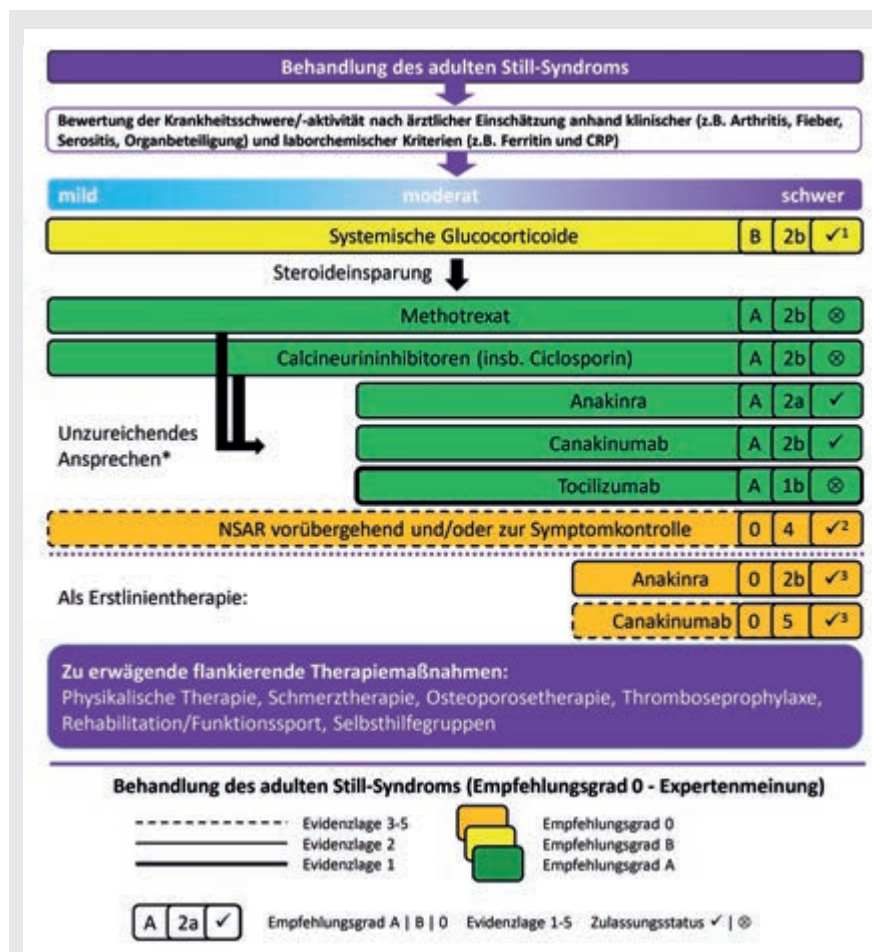 Behandlung des adulten Still-Syndroms
Bewertung der Krankheitsschwere/-aktivität nach ärztlicher Einschätzung anhand klinischer (z.B. Arthritis, Fieber,
Serositis, Organbeteiligung) und laborchemischer Kriterien (z.B. Ferritin und CRP)
mild moderat schwer
Systemische Glucocorticoide B 2b ✓¹
Steroideinsparung
Methotrexat A 2b ⊗
Calcineurininhibitoren (insb. Ciclosporin) A 2b ⊗
Anakinra A 2a ✓
Unzureichendes
Ansprechen*
Canakinumab A 2b ✓
Tocilizumab A 1b ⊗
NSAR vorübergehend und/oder zur Symptomkontrolle 0 4 ✓²
Als Erstlinientherapie:
Anakinra 0 2b ✓³
Canakinumab 0 5 ✓³
Zu erwägende flankierende Therapiemaßnahmen:
Physikalische Therapie, Schmerztherapie, Osteoporosetherapie, Thromboseprophylaxe,
Rehabilitation/Funktionssport, Selbsthilfegruppen
Behandlung des adulten Still-Syndroms (Empfehlungsgrad 0 - Expertenmeinung)
Evidenzlage 3-5 Empfehlungsgrad 0
Evidenzlage 2 Empfehlungsgrad B
Evidenzlage 1 Empfehlungsgrad A
A 2a ✓ Empfehlungsgrad A | B | 0 Evidenzlage 1-5 Zulassungsstatus ✓ | ⊗